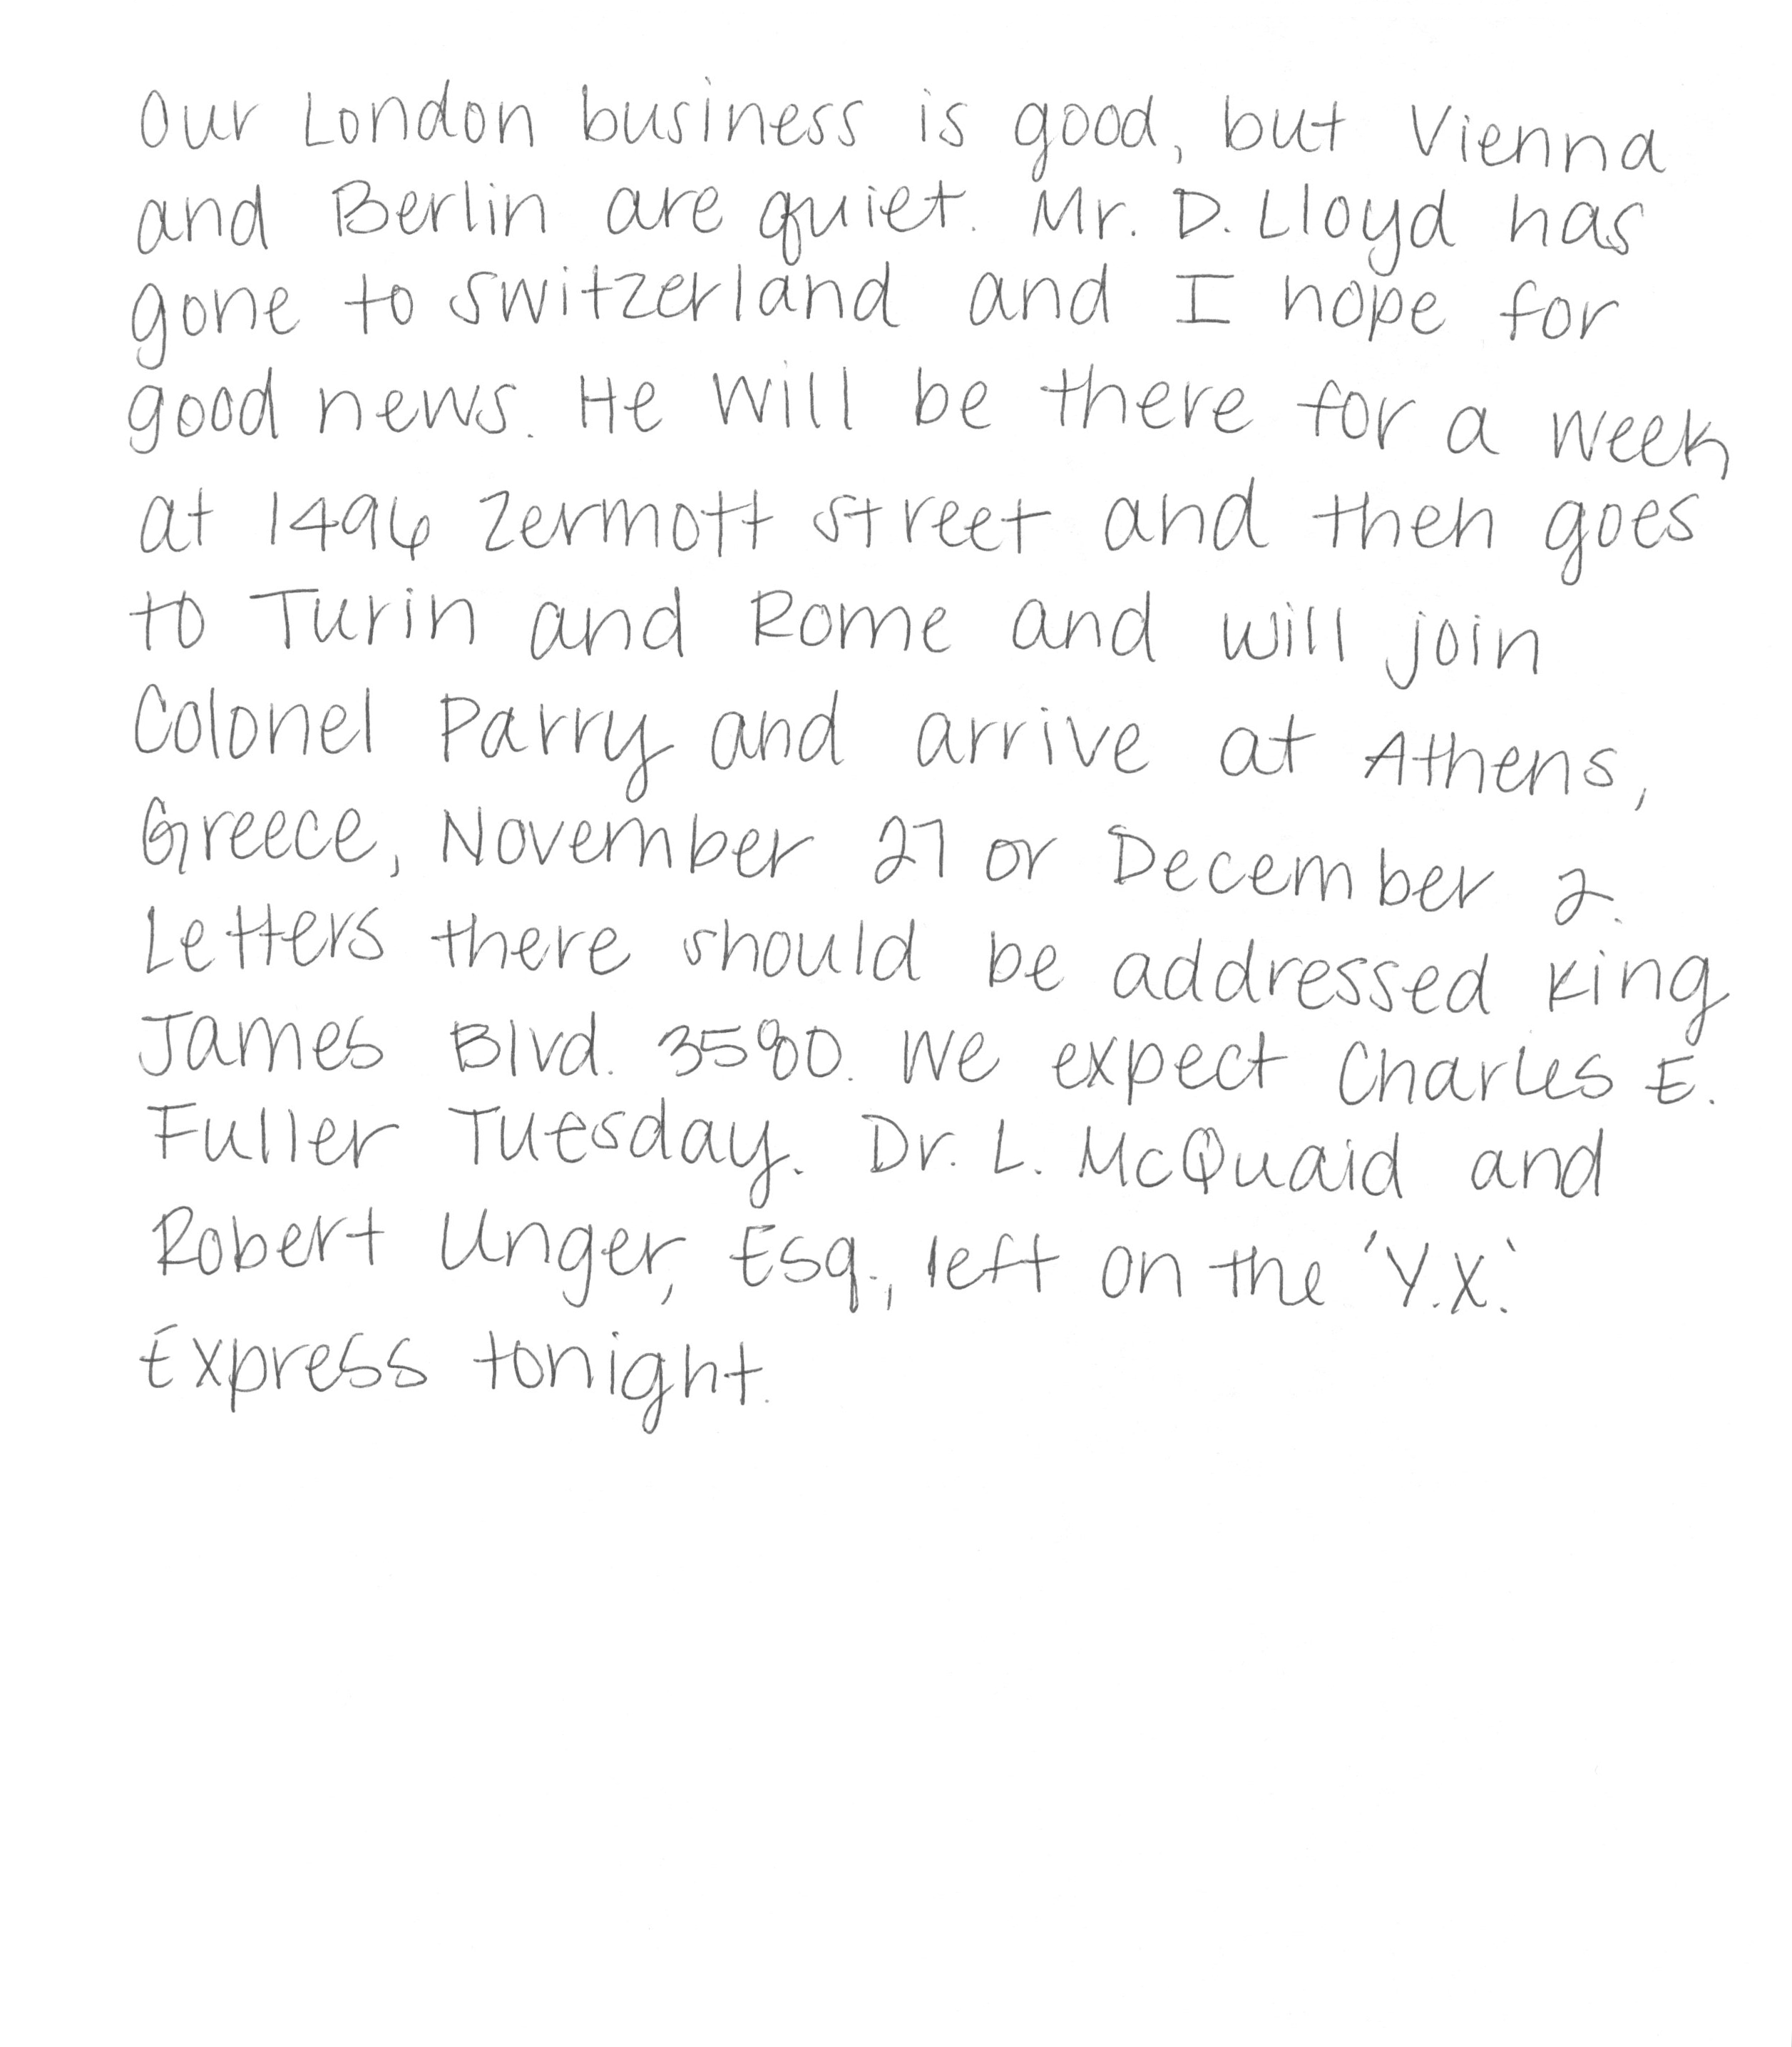 Our London business is good, but Vienna
and Berlin are quiet. Mr. D. Lloyd has
gone to Switzerland and I hope for
good news. He will be there for a week
at 1496 Zermott Street and then goes
to Turin and Rome and will join
Colonel Parry and arrive at Athens,
Greece, November 27 or December 2.
Letters there should be addressed King
James Blvd. 3580. We expect Charles E.
Fuller Tuesday. Dr. L. McQuaid and
Robert Unger, Esq., left on the 'Y.X.'
Express tonight.